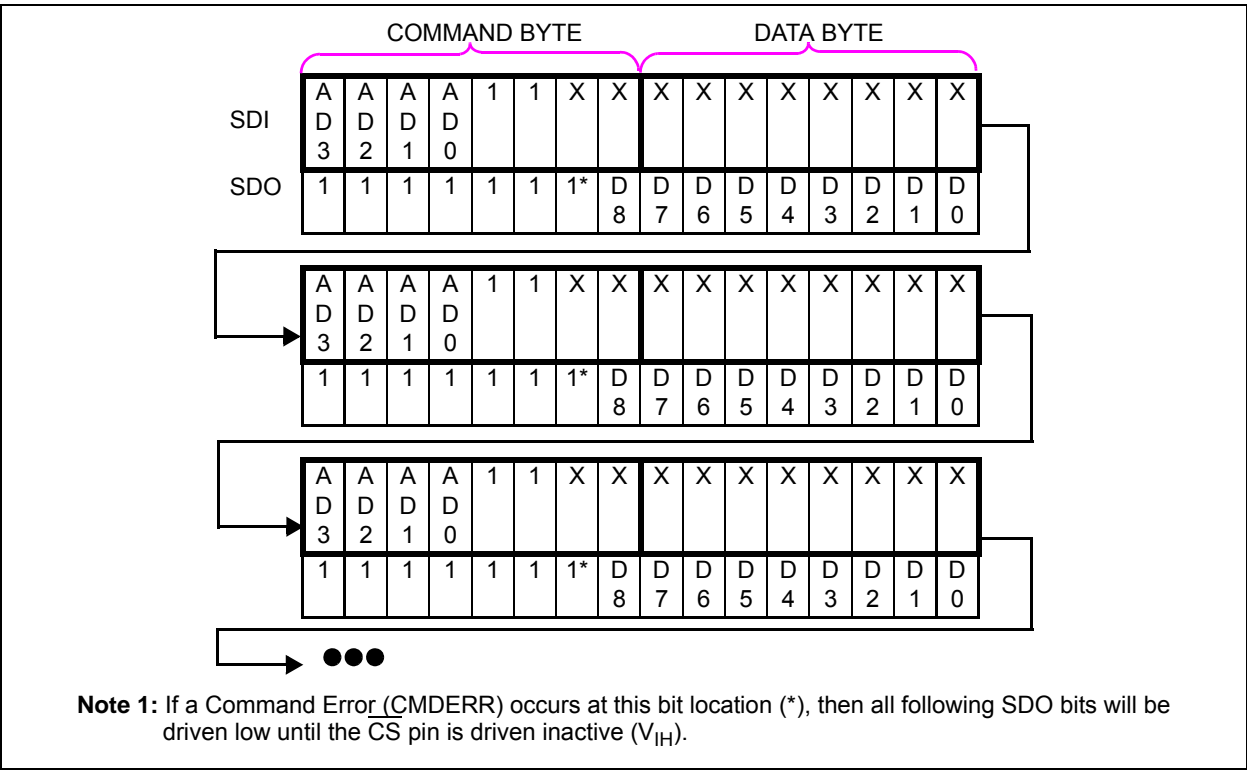 COMMAND BYTE DATA BYTE
SDI
A A A A 1 1 X X X X X X X X X X
D D D D
3 2 1 0
SDO
1 1 1 1 1 1 1* D D D D D D D D D
8 7 6 5 4 3 2 1 0
A A A A 1 1 X X X X X X X X X X
D D D D
3 2 1 0
1 1 1 1 1 1 1* D D D D D D D D D
8 7 6 5 4 3 2 1 0
A A A A 1 1 X X X X X X X X X X
D D D D
3 2 1 0
1 1 1 1 1 1 1* D D D D D D D D D
8 7 6 5 4 3 2 1 0
●●●
Note 1: If a Command Error (CMDERR) occurs at this bit location (*), then all following SDO bits will be
driven low until the C̅S̅ pin is driven inactive (VIH).